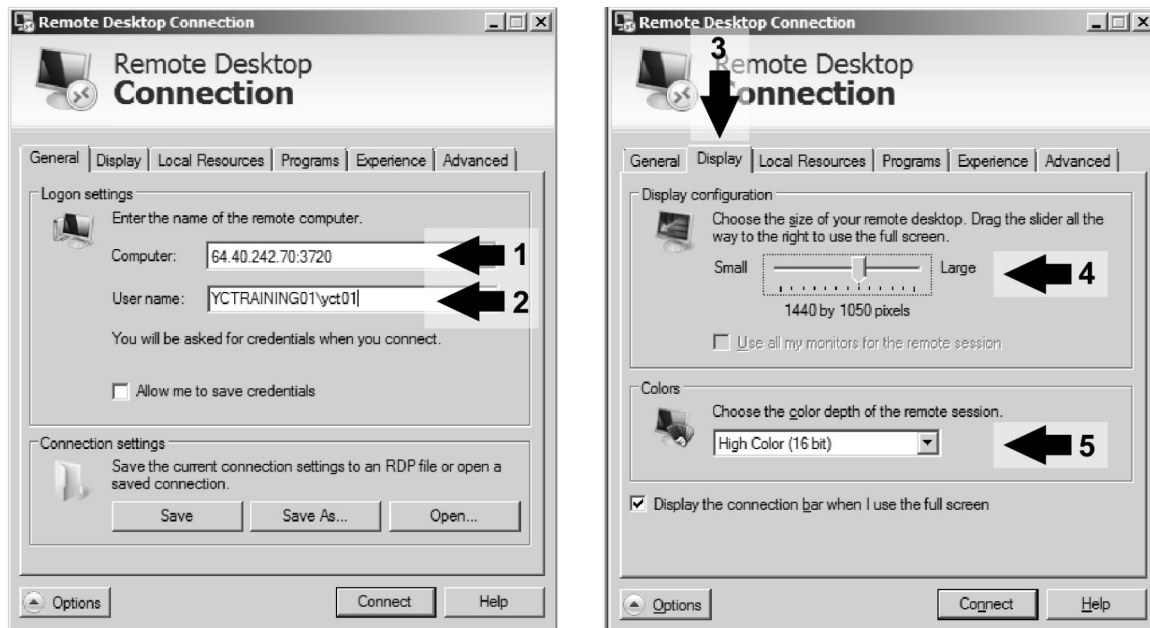 Remote Desktop Connection
Remote Desktop
Connection
General Display Local Resources Programs Experience Advanced
Logon settings
Enter the name of the remote computer.
Computer: 64.40.242.70:3720 1
User name: YCTRAINING01\yct01 2
You will be asked for credentials when you connect.
Allow me to save credentials
Connection settings
Save the current connection settings to an RDP file or open a
saved connection.
Save Save As... Open...
Options Connect Help
Remote Desktop Connection
3
Remote Desktop
Connection
General Display Local Resources Programs Experience Advanced
Display configuration
Choose the size of your remote desktop. Drag the slider all the
way to the right to use the full screen.
Small Large 4
1440 by 1050 pixels
Use all my monitors for the remote session
Colors
Choose the color depth of the remote session.
High Color (16 bit) 5
Display the connection bar when I use the full screen
Options Connect Help